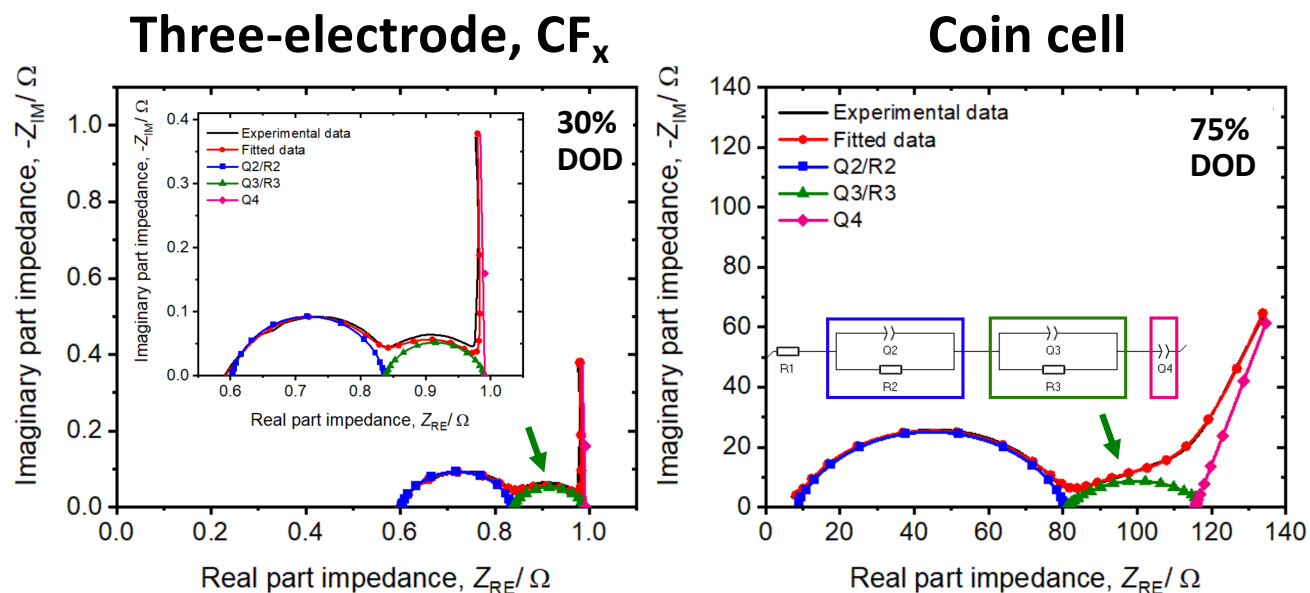 Three-electrode, CFx
Imaginary part impedance, -ZIM/ Ω
1.0
0.8
0.6
0.4
0.2
0.0
0.0 0.2 0.4 0.6 0.8 1.0
Real part impedance, ZRE/ Ω
30%
DOD
Imaginary part impedance, -ZIM/ Ω
0.4
0.3
0.2
0.1
0.0
0.6 0.7 0.8 0.9 1.0
Real part impedance, ZRE/ Ω
Experimental data
Fitted data
Q2/R2
Q3/R3
Q4
Coin cell
Imaginary part impedance, -ZIM/ Ω
140
120
100
80
60
40
20
0
0 20 40 60 80 100 120 140
Real part impedance, ZRE/ Ω
Experimental data
Fitted data
Q2/R2
Q3/R3
Q4
75%
DOD
R1
Q2
R2
Q3
R3
Q4